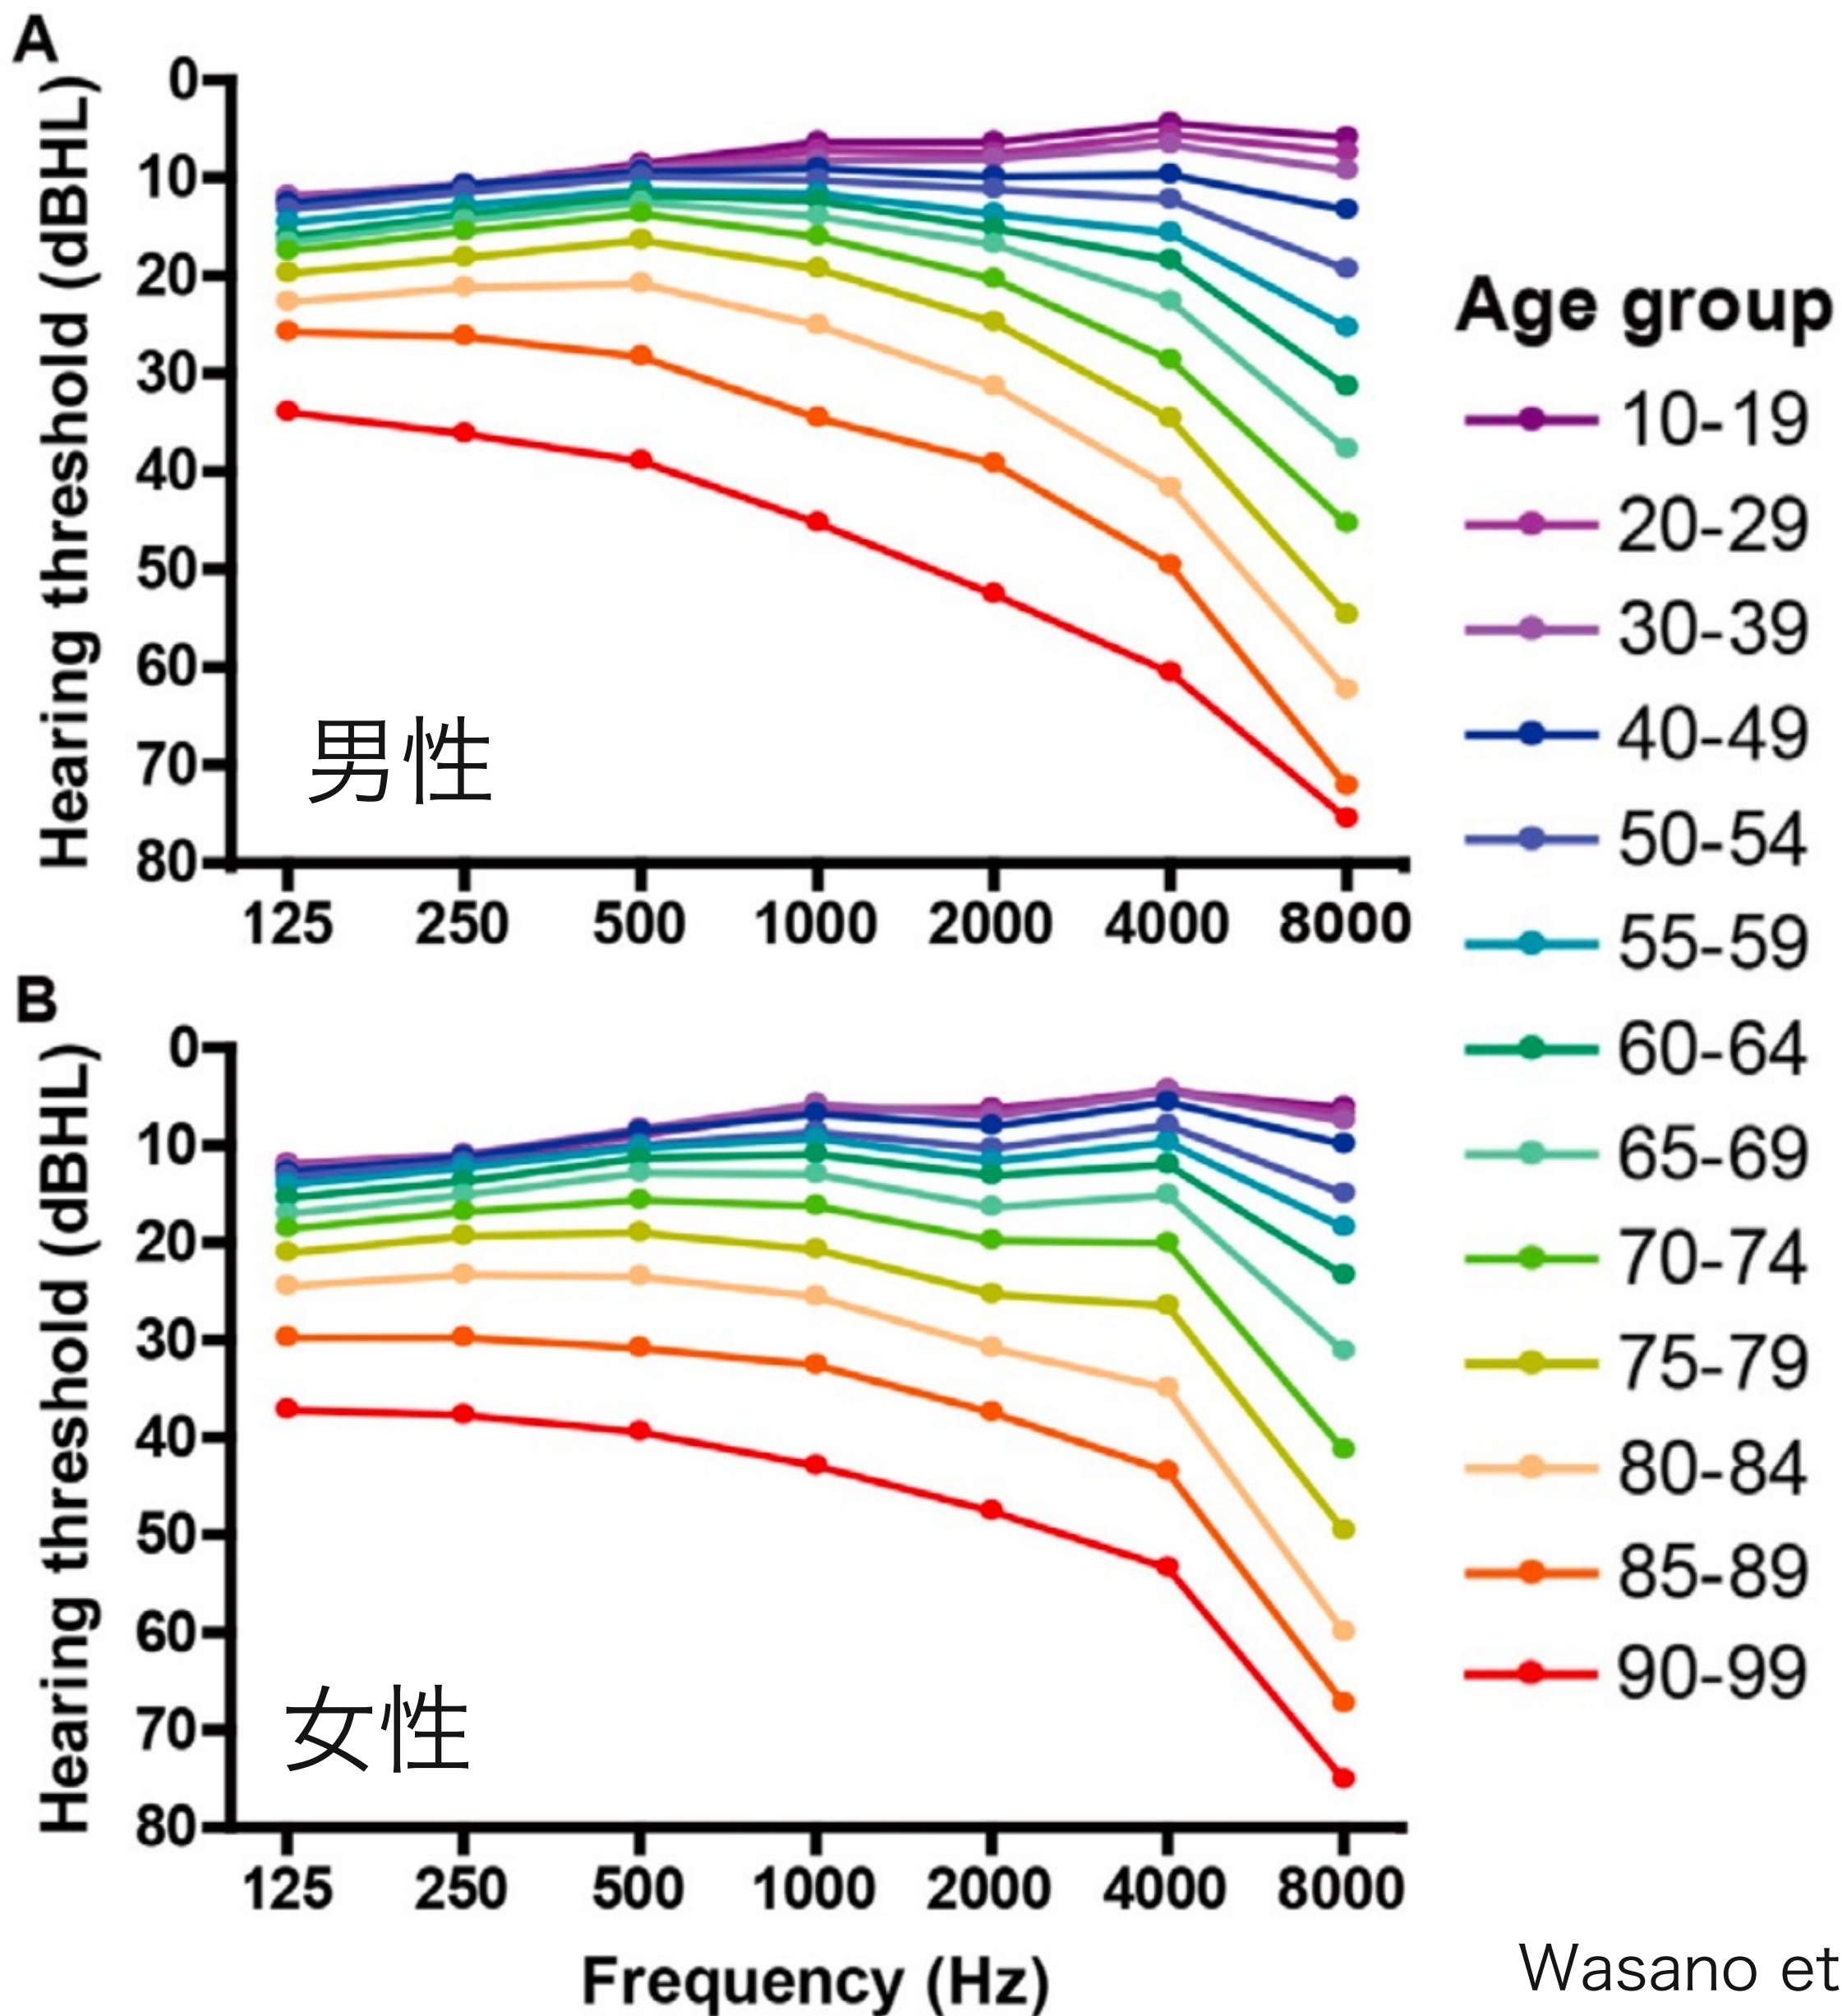 A
Hearing threshold (dBHL)
0
10
20
30
40
50
60
70
80
男性
125 250 500 1000 2000 4000 8000
B
Hearing threshold (dBHL)
0
10
20
30
40
50
60
70
80
女性
125 250 500 1000 2000 4000 8000
Frequency (Hz)
Age group
10-19
20-29
30-39
40-49
50-54
55-59
60-64
65-69
70-74
75-79
80-84
85-89
90-99
Wasano et